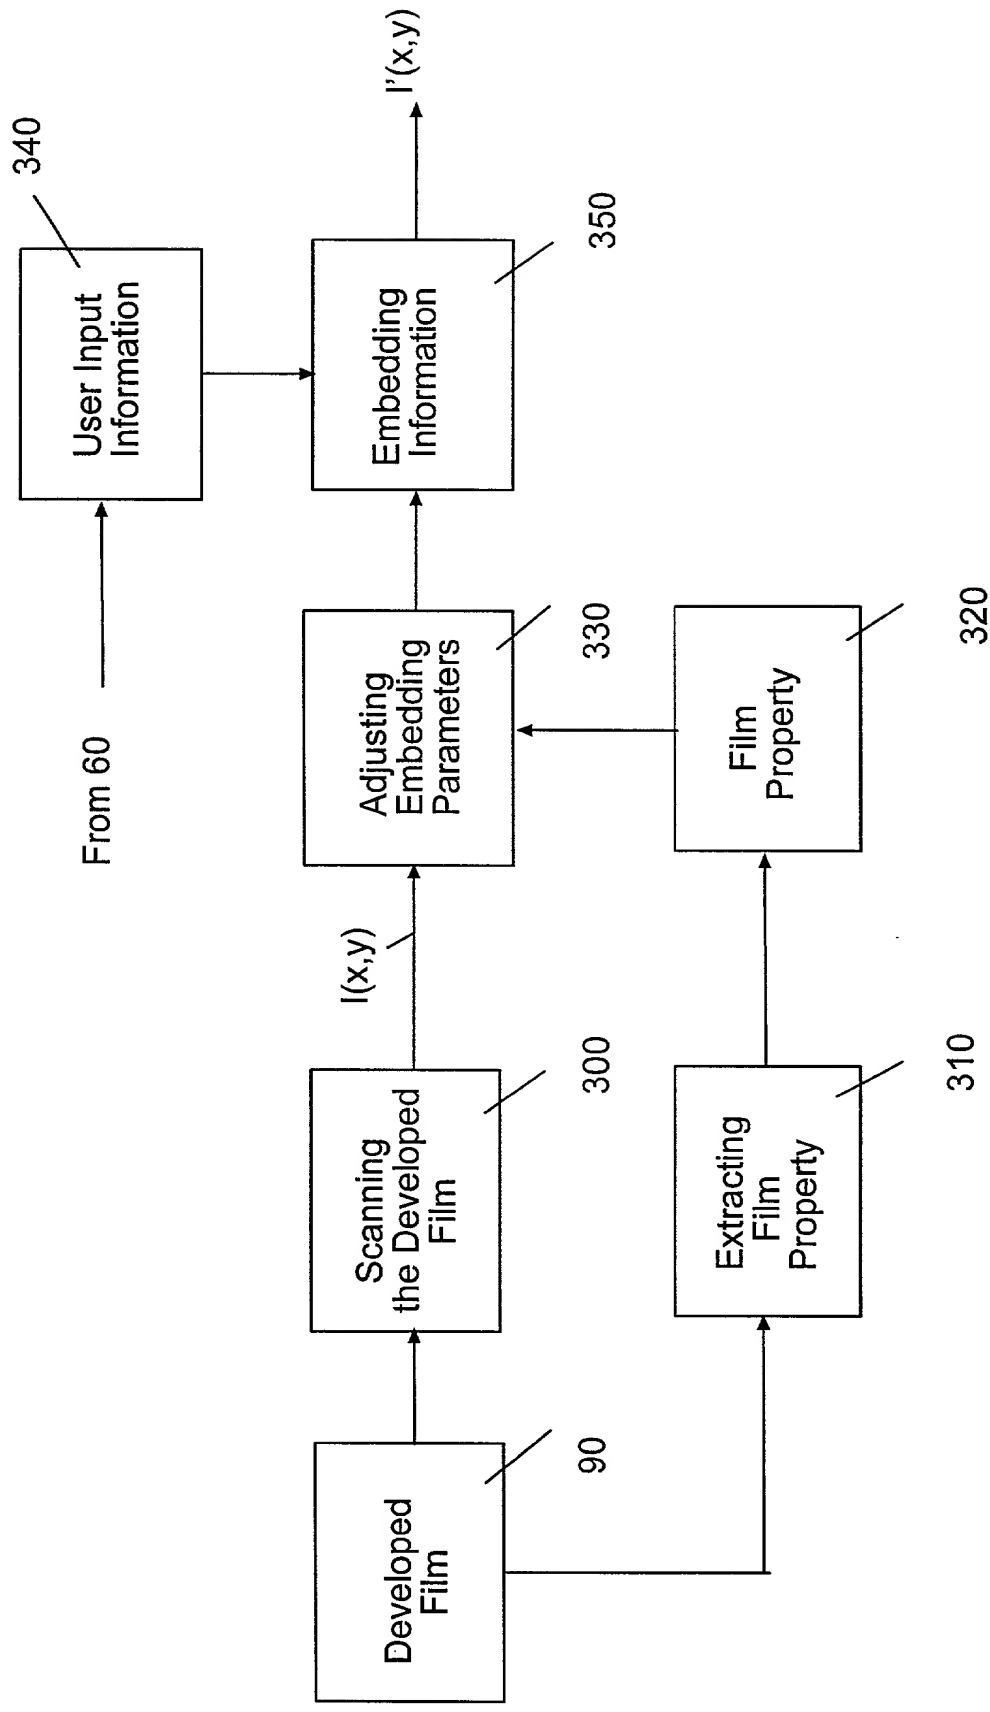 From 60
User Input
Information
340
Developed
Film
90
Scanning
the Developed
Film
300
I(x,y)
Adjusting
Embedding
Parameters
330
Embedding
Information
350
I'(x,y)
Extracting
Film
Property
310
Film
Property
320